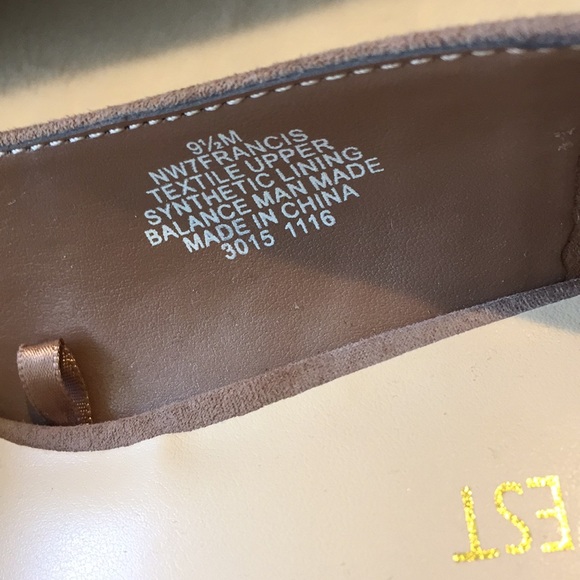 9½M
NW7FRANCIS
TEXTILE UPPER
SYNTHETIC LINING
BALANCE MAN MADE
MADE IN CHINA
3015 1116
EST